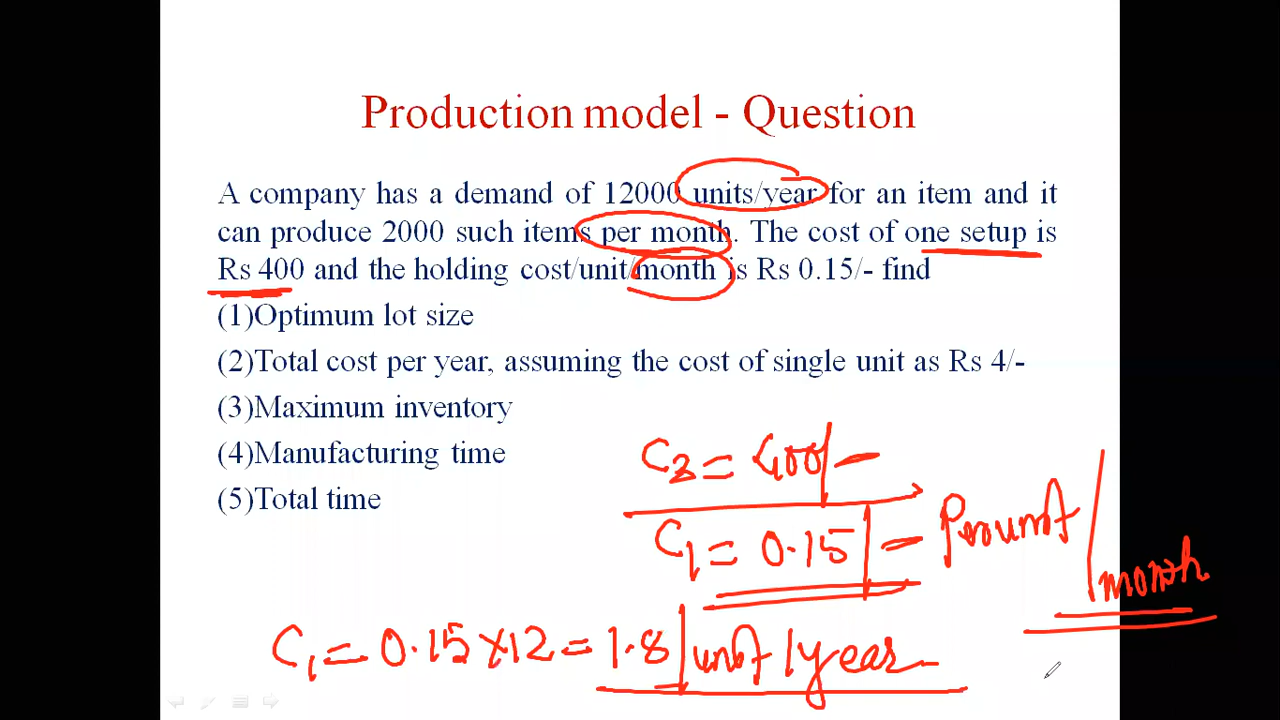 Production model - Question
A company has a demand of 12000 units/year for an item and it
can produce 2000 such items per month. The cost of one setup is
Rs 400 and the holding cost/unit/month is Rs 0.15/- find
(1)Optimum lot size
(2)Total cost per year, assuming the cost of single unit as Rs 4/-
(3)Maximum inventory
(4)Manufacturing time
(5)Total time
C3 = 400/-
C1 = 0.15/- Per unit/month
C1 = 0.15 x 12 = 1.8/unit/year